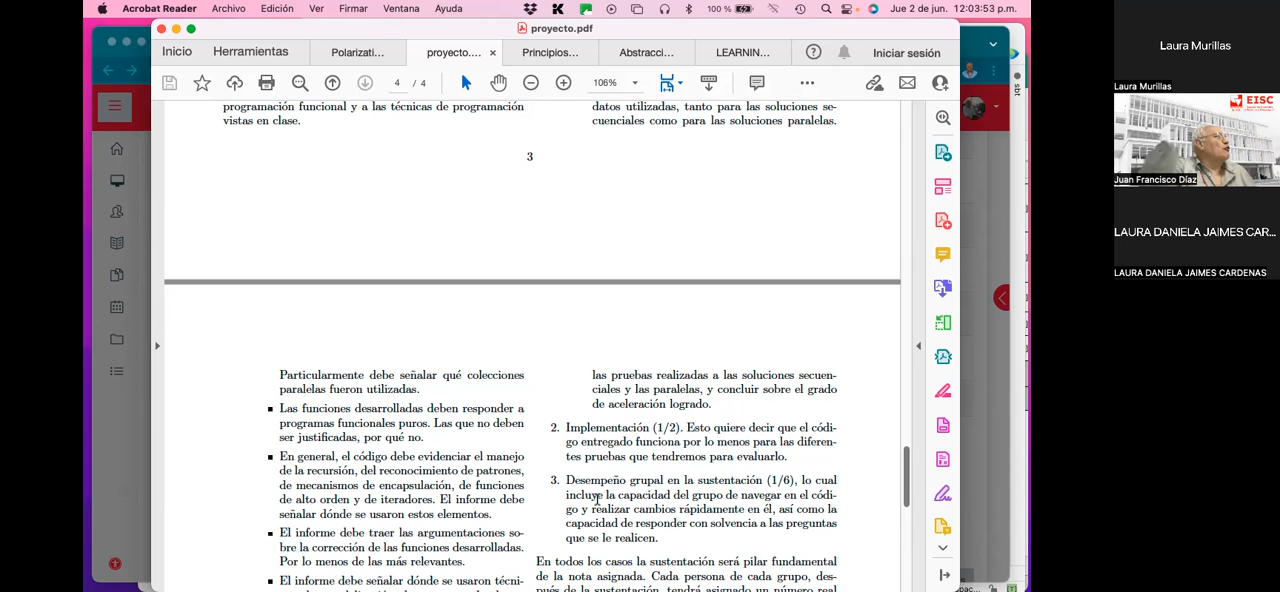 Acrobat Reader Archivo Edición Ver Firmar Ventana Ayuda 100 % Jue 2 de jun. 12:03:53 p.m.
proyecto.pdf
Inicio Herramientas Polarizati... proyecto.... × Principios... Abstracci... LEARNIN... Iniciar sesión
4 / 4 106%
programación funcional y a las técnicas de programación
vistas en clase.
datos utilizadas, tanto para las soluciones se-
cuenciales como para las soluciones paralelas.
3
Particularmente debe señalar qué colecciones
paralelas fueron utilizadas.
▪ Las funciones desarrolladas deben responder a
programas funcionales puros. Las que no deben
ser justificadas, por qué no.
▪ En general, el código debe evidenciar el manejo
de la recursión, del reconocimiento de patrones,
de mecanismos de encapsulación, de funciones
de alto orden y de iteradores. El informe debe
señalar dónde se usaron estos elementos.
▪ El informe debe traer las argumentaciones so-
bre la corrección de las funciones desarrolladas.
Por lo menos de las más relevantes.
▪ El informe debe señalar dónde se usaron técni-
las pruebas realizadas a las soluciones secuen-
ciales y las paralelas, y concluir sobre el grado
de aceleración logrado.
2. Implementación (1/2). Esto quiere decir que el códi-
go entregado funciona por lo menos para las diferen-
tes pruebas que tendremos para evaluarlo.
3. Desempeño grupal en la sustentación (1/6), lo cual
incluye la capacidad del grupo de navegar en el códi-
go y realizar cambios rápidamente en él, así como la
capacidad de responder con solvencia a las preguntas
que se le realicen.
En todos los casos la sustentación será pilar fundamental
de la nota asignada. Cada persona de cada grupo, des-
pués de la sustentación, tendrá asignado un número real
sbt
Laura Murillas
Laura Murillas
EISC
Juan Francisco Díaz
LAURA DANIELA JAIMES CAR...
LAURA DANIELA JAIMES CARDENAS